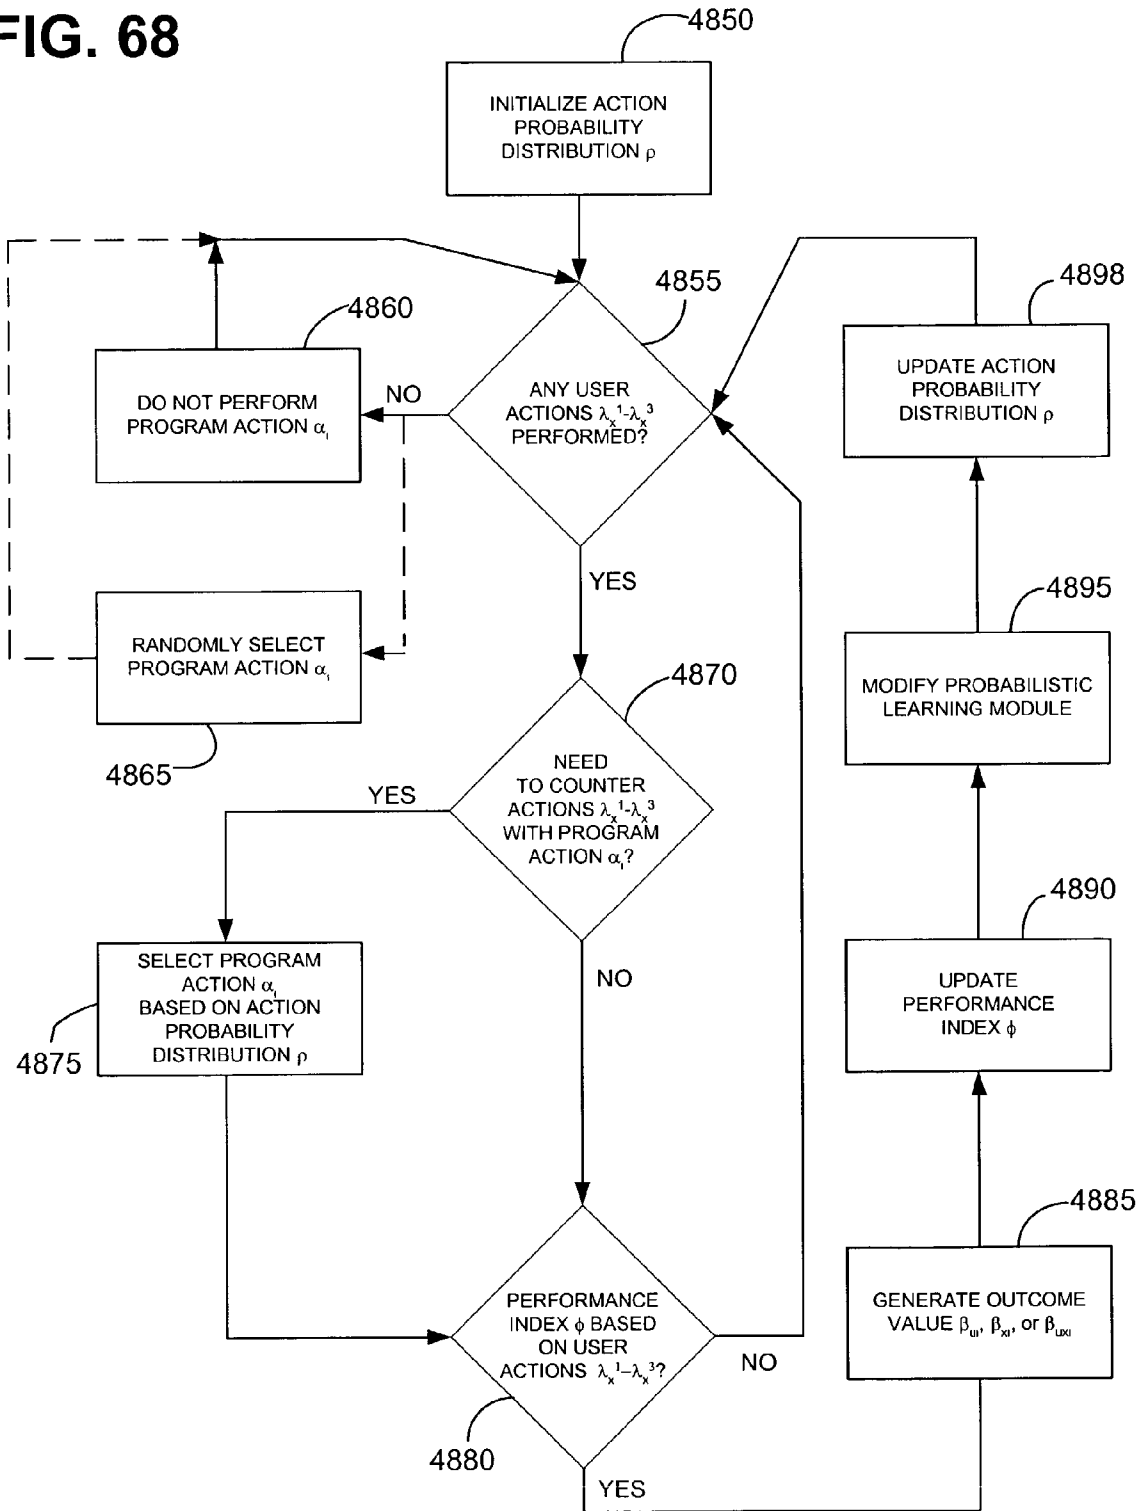 FIG. 68
4850
INITIALIZE ACTION
PROBABILITY
DISTRIBUTION ρ
4855
ANY USER
ACTIONS λₓ¹-λₓ³
PERFORMED?
NO
YES
4860
DO NOT PERFORM
PROGRAM ACTION αᵢ
RANDOMLY SELECT
PROGRAM ACTION αᵢ
4865
4870
NEED
TO COUNTER
ACTIONS λₓ¹-λₓ³
WITH PROGRAM
ACTION αᵢ?
YES
NO
SELECT PROGRAM
ACTION αᵢ
BASED ON ACTION
PROBABILITY
DISTRIBUTION ρ
4875
PERFORMANCE
INDEX ϕ BASED
ON USER
ACTIONS λₓ¹–λₓ³?
4880
NO
YES
4885
GENERATE OUTCOME
VALUE βᵤᵢ, βₓᵢ, or βᵤₓᵢ
4890
UPDATE
PERFORMANCE
INDEX ϕ
4895
MODIFY PROBABILISTIC
LEARNING MODULE
4898
UPDATE ACTION
PROBABILITY
DISTRIBUTION ρ